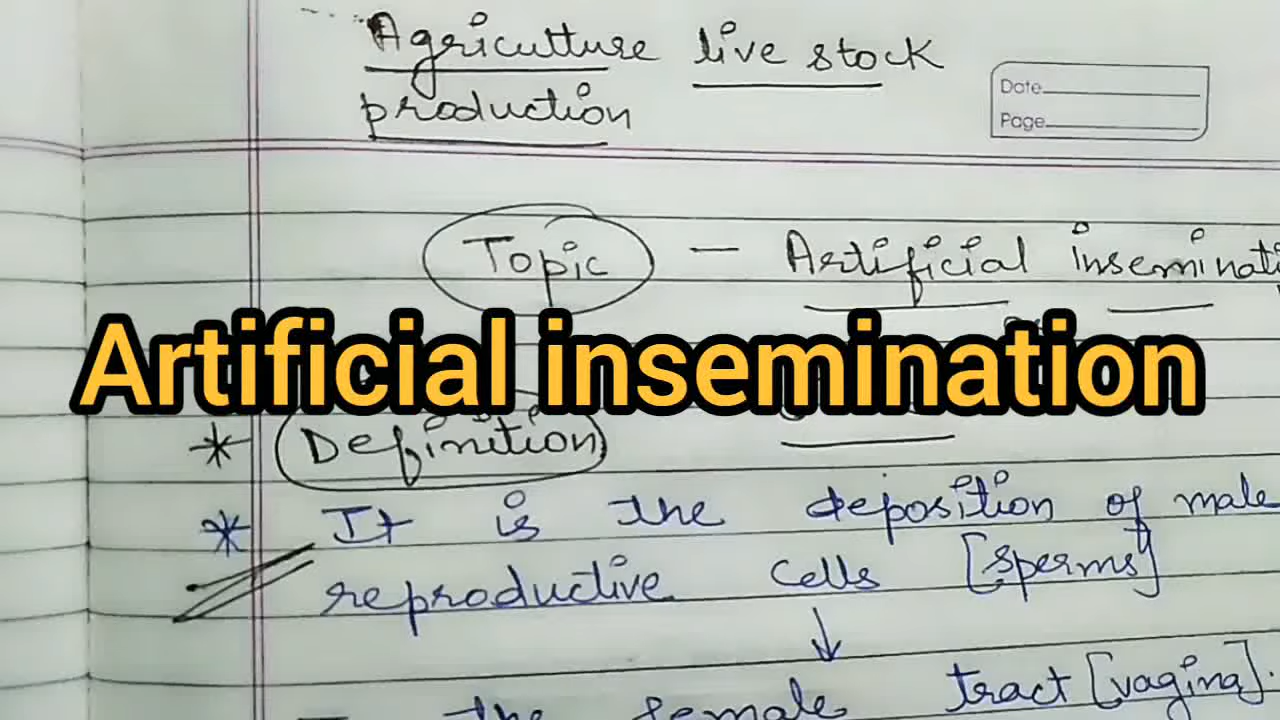 Agriculture live stock
production
Date
Page
Topic - Artificial inseminati
Artificial insemination
* Definition
* It is the deposition of male
reproductive cells [sperms]
the female tract [vagina].